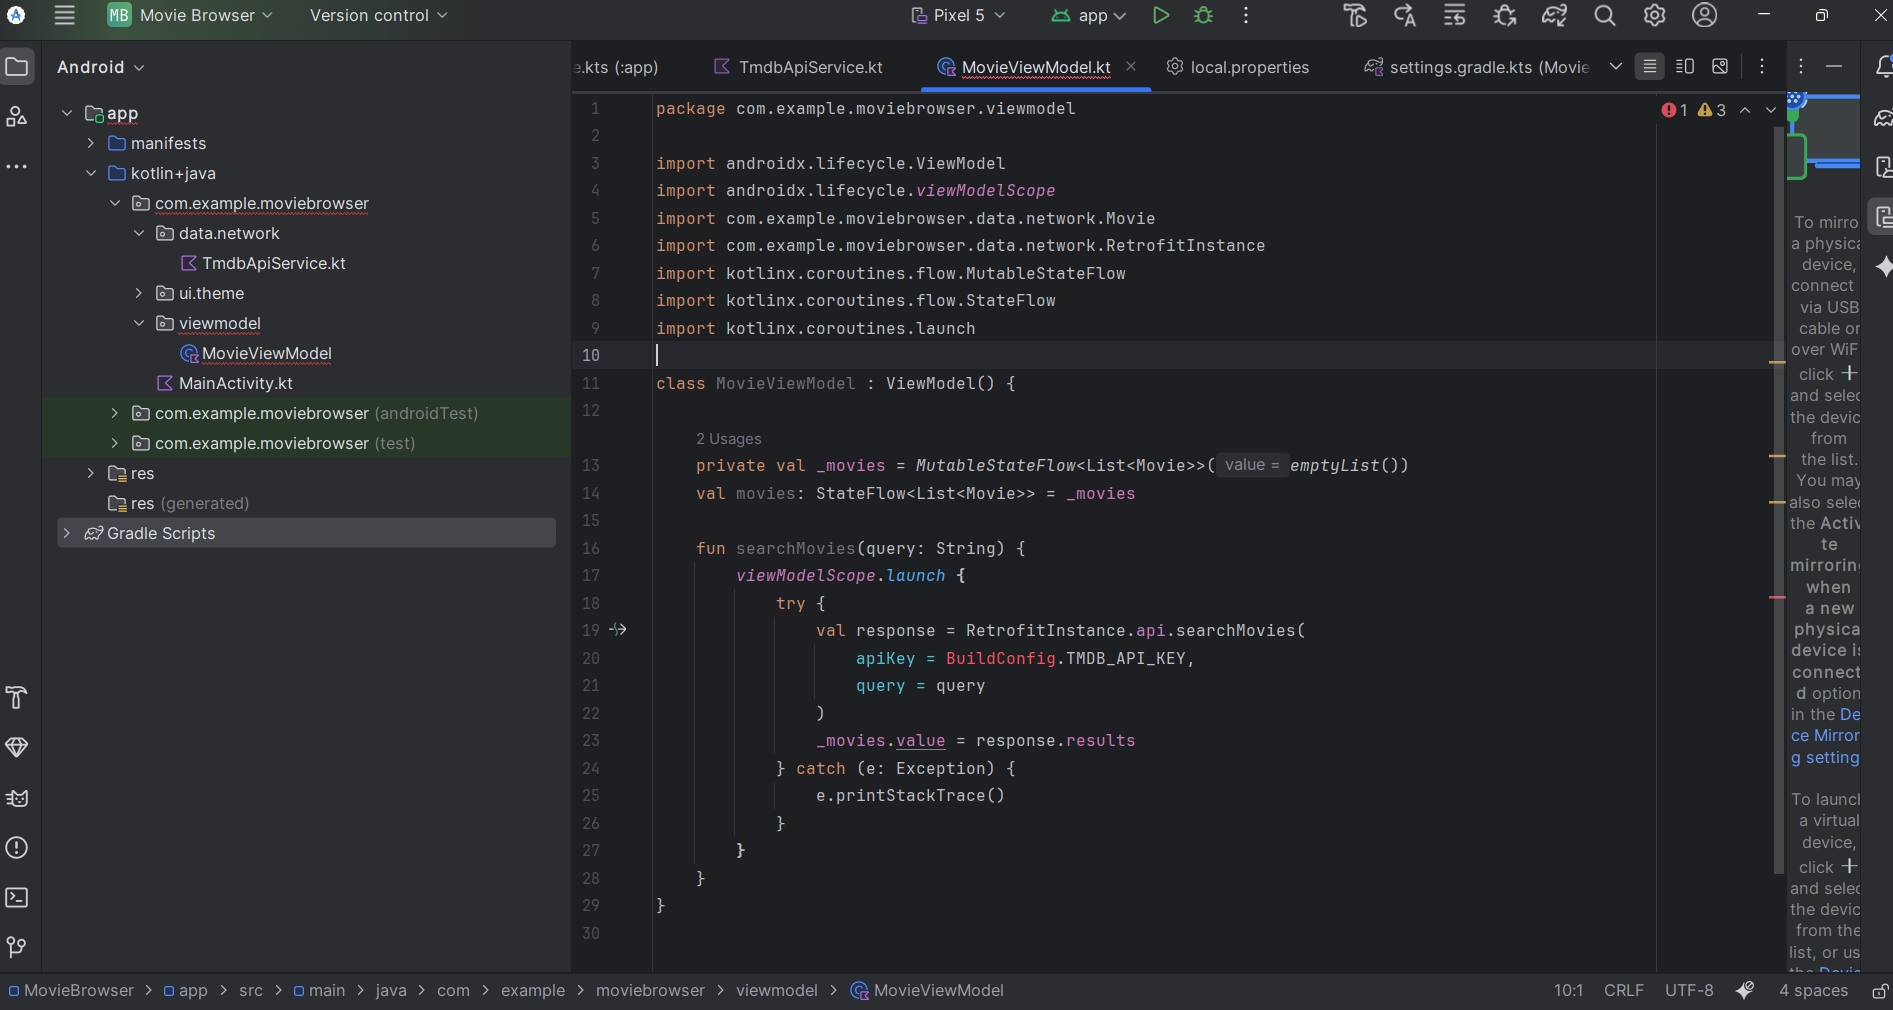 MB Movie Browser Version control Pixel 5 app
Android
app
manifests
kotlin+java
com.example.moviebrowser
data.network
TmdbApiService.kt
ui.theme
viewmodel
MovieViewModel
MainActivity.kt
com.example.moviebrowser (androidTest)
com.example.moviebrowser (test)
res
res (generated)
Gradle Scripts
e.kts (:app) TmdbApiService.kt MovieViewModel.kt local.properties settings.gradle.kts (Movie
1 3
1 package com.example.moviebrowser.viewmodel
2
3 import androidx.lifecycle.ViewModel
4 import androidx.lifecycle.viewModelScope
5 import com.example.moviebrowser.data.network.Movie
6 import com.example.moviebrowser.data.network.RetrofitInstance
7 import kotlinx.coroutines.flow.MutableStateFlow
8 import kotlinx.coroutines.flow.StateFlow
9 import kotlinx.coroutines.launch
10
11 class MovieViewModel : ViewModel() {
12
2 Usages
13 private val _movies = MutableStateFlow<List<Movie>>( value = emptyList())
14 val movies: StateFlow<List<Movie>> = _movies
15
16 fun searchMovies(query: String) {
17 viewModelScope.launch {
18 try {
19 val response = RetrofitInstance.api.searchMovies(
20 apiKey = BuildConfig.TMDB_API_KEY,
21 query = query
22 )
23 _movies.value = response.results
24 } catch (e: Exception) {
25 e.printStackTrace()
26 }
27 }
28 }
29 }
30
To mirro
a physica
device,
connect
via USB
cable or
over WiF
click +
and selec
the devic
from
the list.
You may
also selec
the Activ
te
mirroring
when
a new
physica
device is
connect
d option
in the De
ce Mirror
g setting
To launch
a virtual
device,
click +
and selec
the devic
from the
list, or us
the Devic
MovieBrowser > app > src > main > java > com > example > moviebrowser > viewmodel > MovieViewModel
10:1 CRLF UTF-8 4 spaces